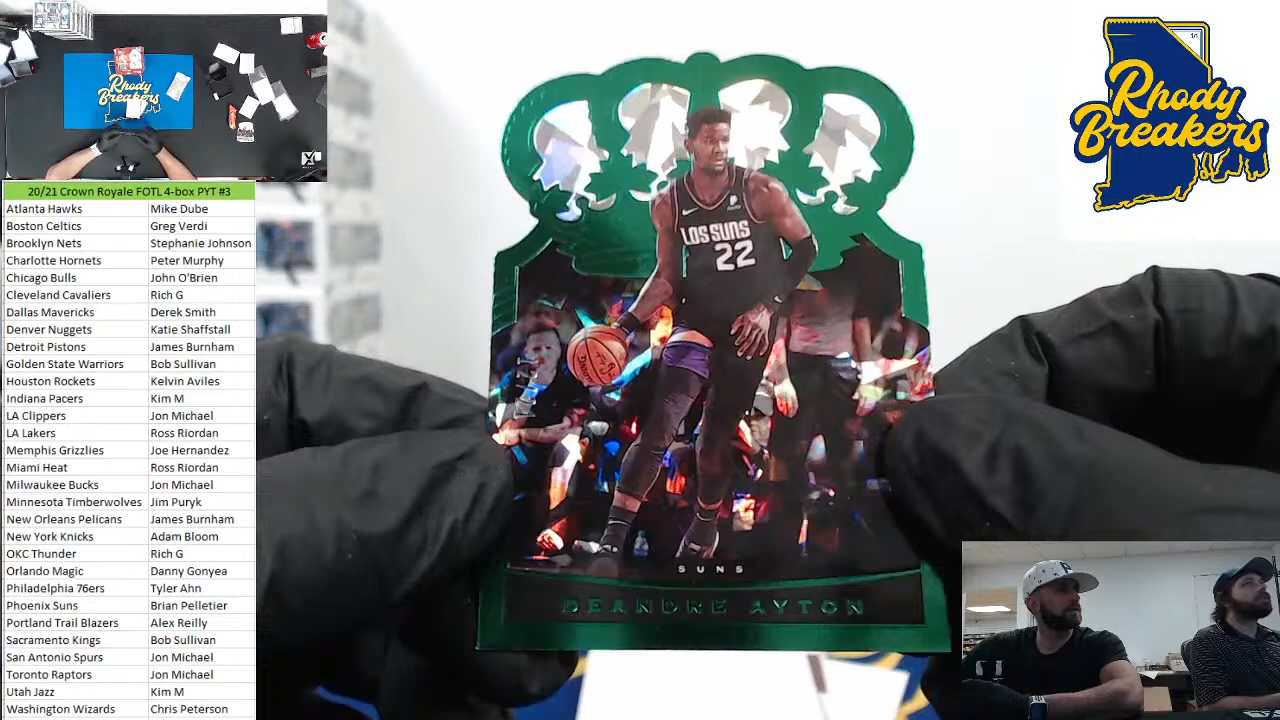 Rhody
Breakers
20/21 Crown Royale FOTL 4-box PYT #3
Atlanta Hawks Mike Dube
Boston Celtics Greg Verdi
Brooklyn Nets Stephanie Johnson
Charlotte Hornets Peter Murphy
Chicago Bulls John O'Brien
Cleveland Cavaliers Rich G
Dallas Mavericks Derek Smith
Denver Nuggets Katie Shaffstall
Detroit Pistons James Burnham
Golden State Warriors Bob Sullivan
Houston Rockets Kelvin Aviles
Indiana Pacers Kim M
LA Clippers Jon Michael
LA Lakers Ross Riordan
Memphis Grizzlies Joe Hernandez
Miami Heat Ross Riordan
Milwaukee Bucks Jon Michael
Minnesota Timberwolves Jim Puryk
New Orleans Pelicans James Burnham
New York Knicks Adam Bloom
OKC Thunder Rich G
Orlando Magic Danny Gonyea
Philadelphia 76ers Tyler Ahn
Phoenix Suns Brian Pelletier
Portland Trail Blazers Alex Reilly
Sacramento Kings Bob Sullivan
San Antonio Spurs Jon Michael
Toronto Raptors Jon Michael
Utah Jazz Kim M
Washington Wizards Chris Peterson
LOS SUNS
22
SUNS
DEANDRE AYTON
1/1
Rhody
Breakers